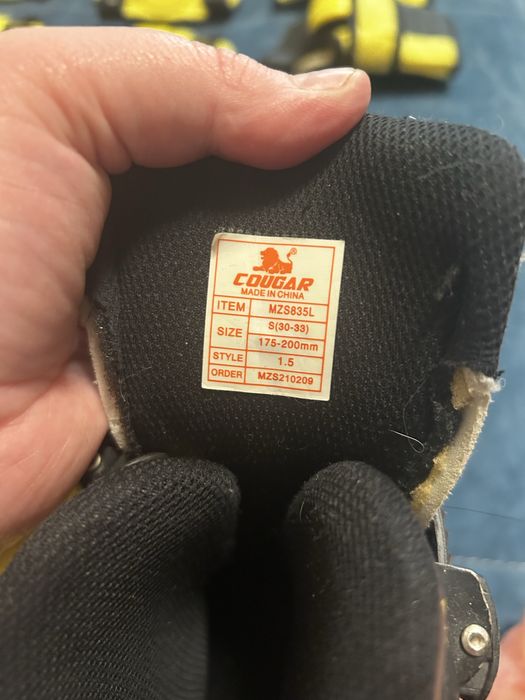 COUGAR
MADE IN CHINA
ITEM MZS835L
SIZE S(30-33)
175-200mm
STYLE 1.5
ORDER MZS210209